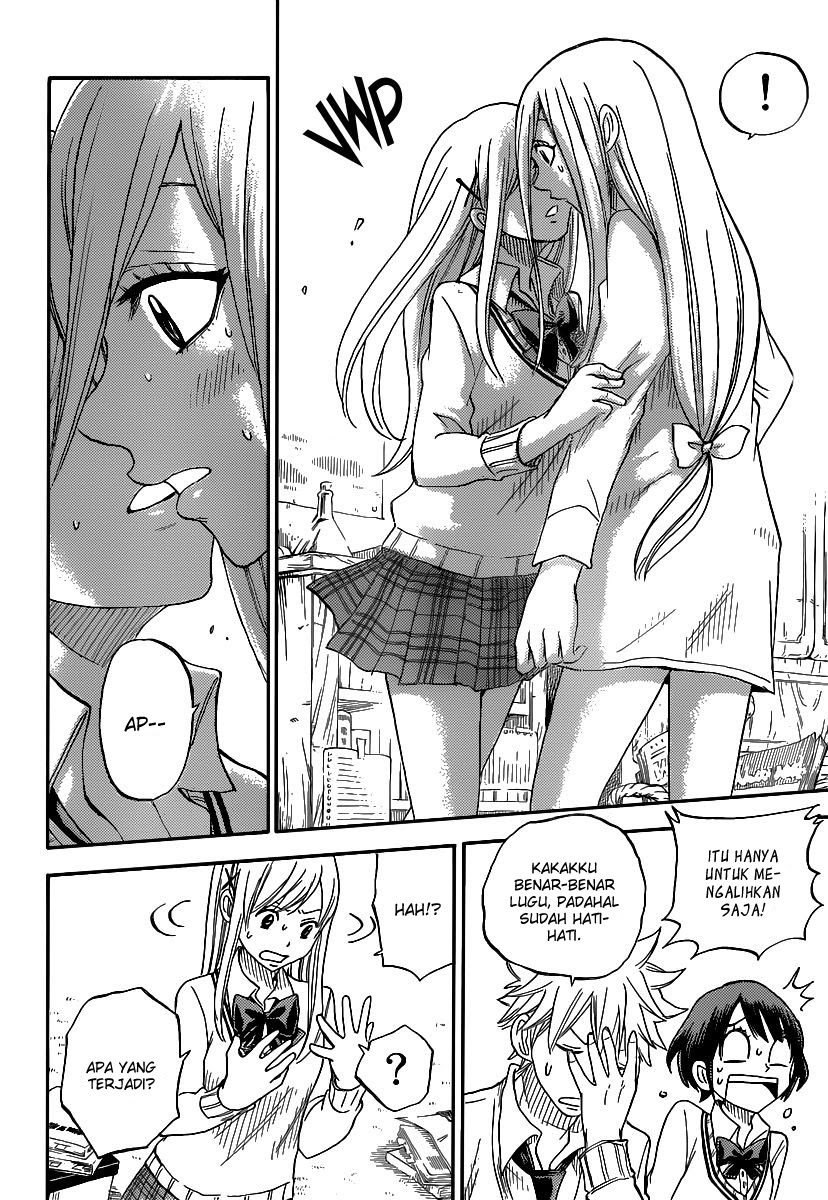 !
VWP
AP--
ITU HANYA
UNTUK ME-
NGALIHKAN
SAJA!
KAKAKKU
BENAR-BENAR
LUGU, PADAHAL
SUDAH HATI-
HATI.
HAH!?
?
APA YANG
TERJADI?